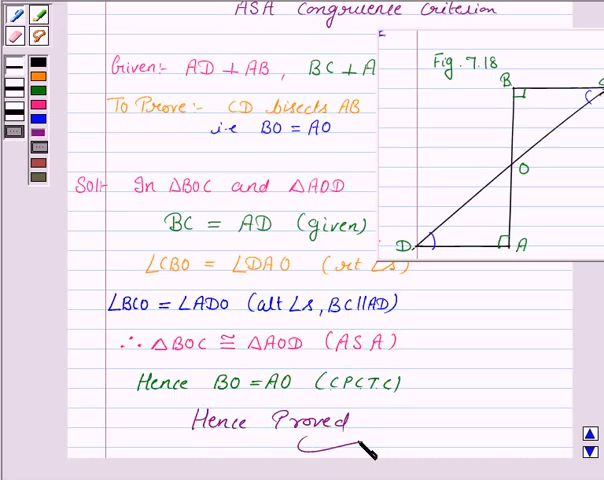 ASA Congruence Criterion
Given:- AD ⊥ AB, BC ⊥ A
To Prove:- CD bisects AB
i.e BO = AO
Sol:- In ΔBOC and ΔAOD
BC = AD (given)
∠CBO = ∠DAO (rt ∠s)
∠BCO = ∠ADO (alt ∠s, BC||AD)
∴ ΔBOC ≅ ΔAOD (ASA)
Hence BO = AO (CPCTC)
Hence Proved
Fig. 7.18
B
C
O
D
A